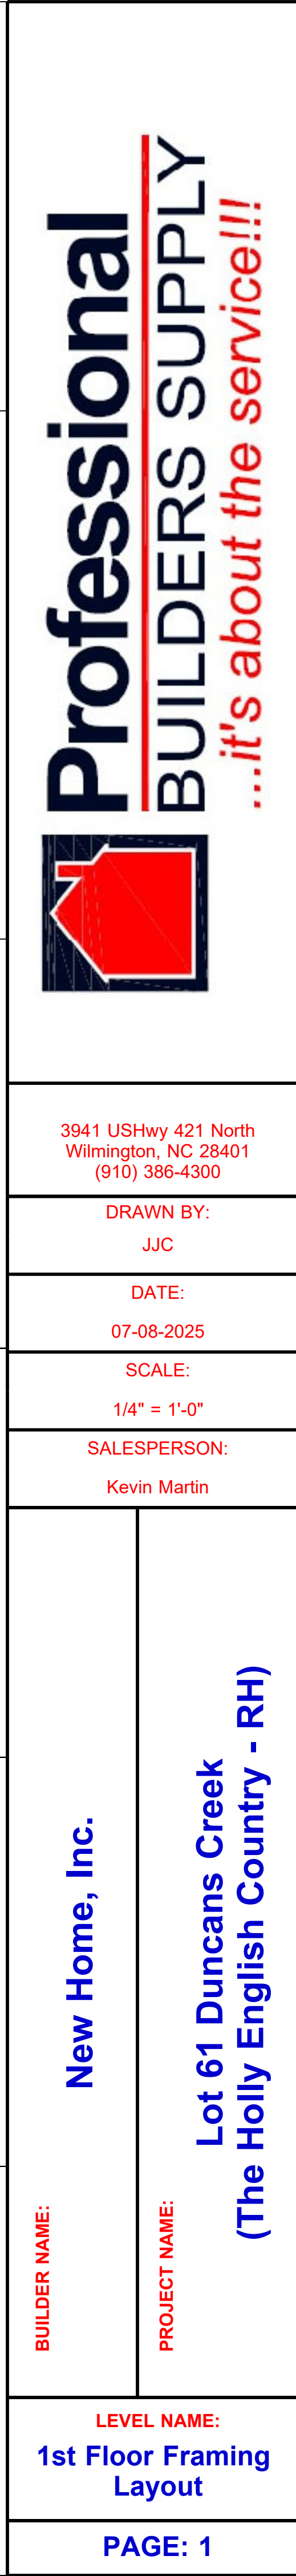 Professional
BUILDERS SUPPLY
...it's about the service!!!
3941 USHwy 421 North
Wilmington, NC 28401
(910) 386-4300
DRAWN BY:
JJC
DATE:
07-08-2025
SCALE:
1/4" = 1'-0"
SALESPERSON:
Kevin Martin
BUILDER NAME:
New Home, Inc.
PROJECT NAME:
Lot 61 Duncans Creek
(The Holly English Country - RH)
LEVEL NAME:
1st Floor Framing
Layout
PAGE: 1